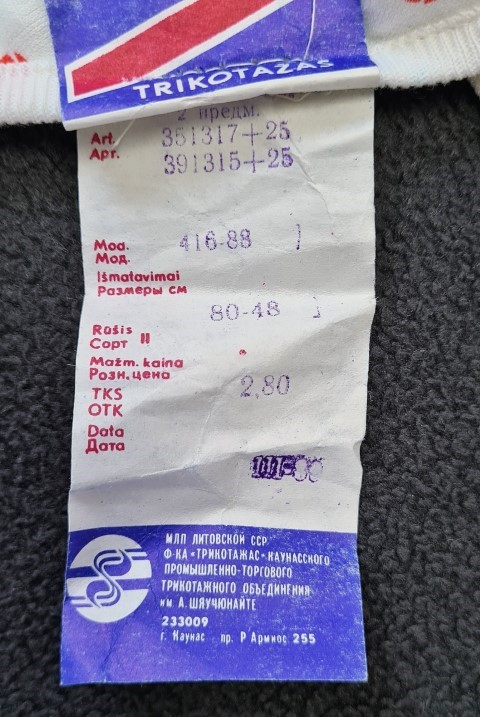 TRIKOTAŽAS
2 предм.
Art. 351317+25
Арт. 391315+25
Mod. 416-88
Мод.
Išmatavimai
Размеры см
80-48
Rūšis
Сорт II
Mažm. kaina
Розн. цена
2,80
TKS
ОТК
Data
Дата
МЛП ЛИТОВСКОЙ ССР
Ф-КА «ТРИКОТАЖАС» КАУНАССКОГО
ПРОМЫШЛЕННО-ТОРГОВОГО
ТРИКОТАЖНОГО ОБЪЕДИНЕНИЯ
им. А. ШЯУЧЮНАЙТЕ
233009
г. Каунас пр. Р Армиос 255